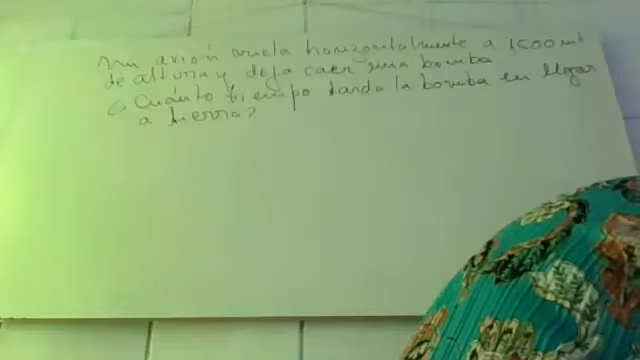 Un avión vuela horizontalmente a 1500 mt
de altura y deja caer una bomba
¿Cuánto tiempo tarda la bomba en llegar
a tierra?